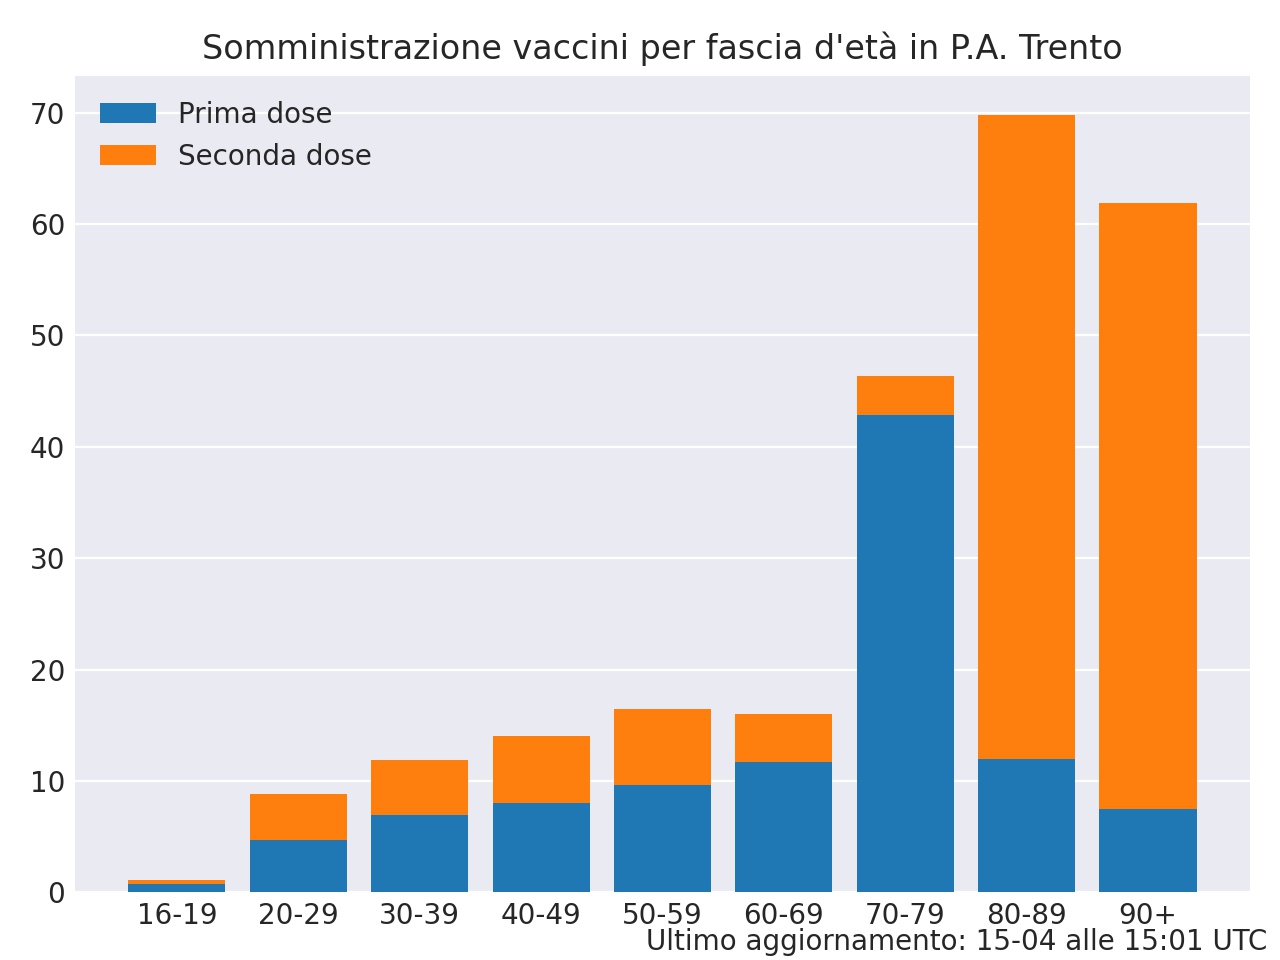 Somministrazione vaccini per fascia d'età in P.A. Trento
Prima dose
Seconda dose
70
60
50
40
30
20
10
0
16-19 20-29 30-39 40-49 50-59 60-69 70-79 80-89 90+
Ultimo aggiornamento: 15-04 alle 15:01 UTC